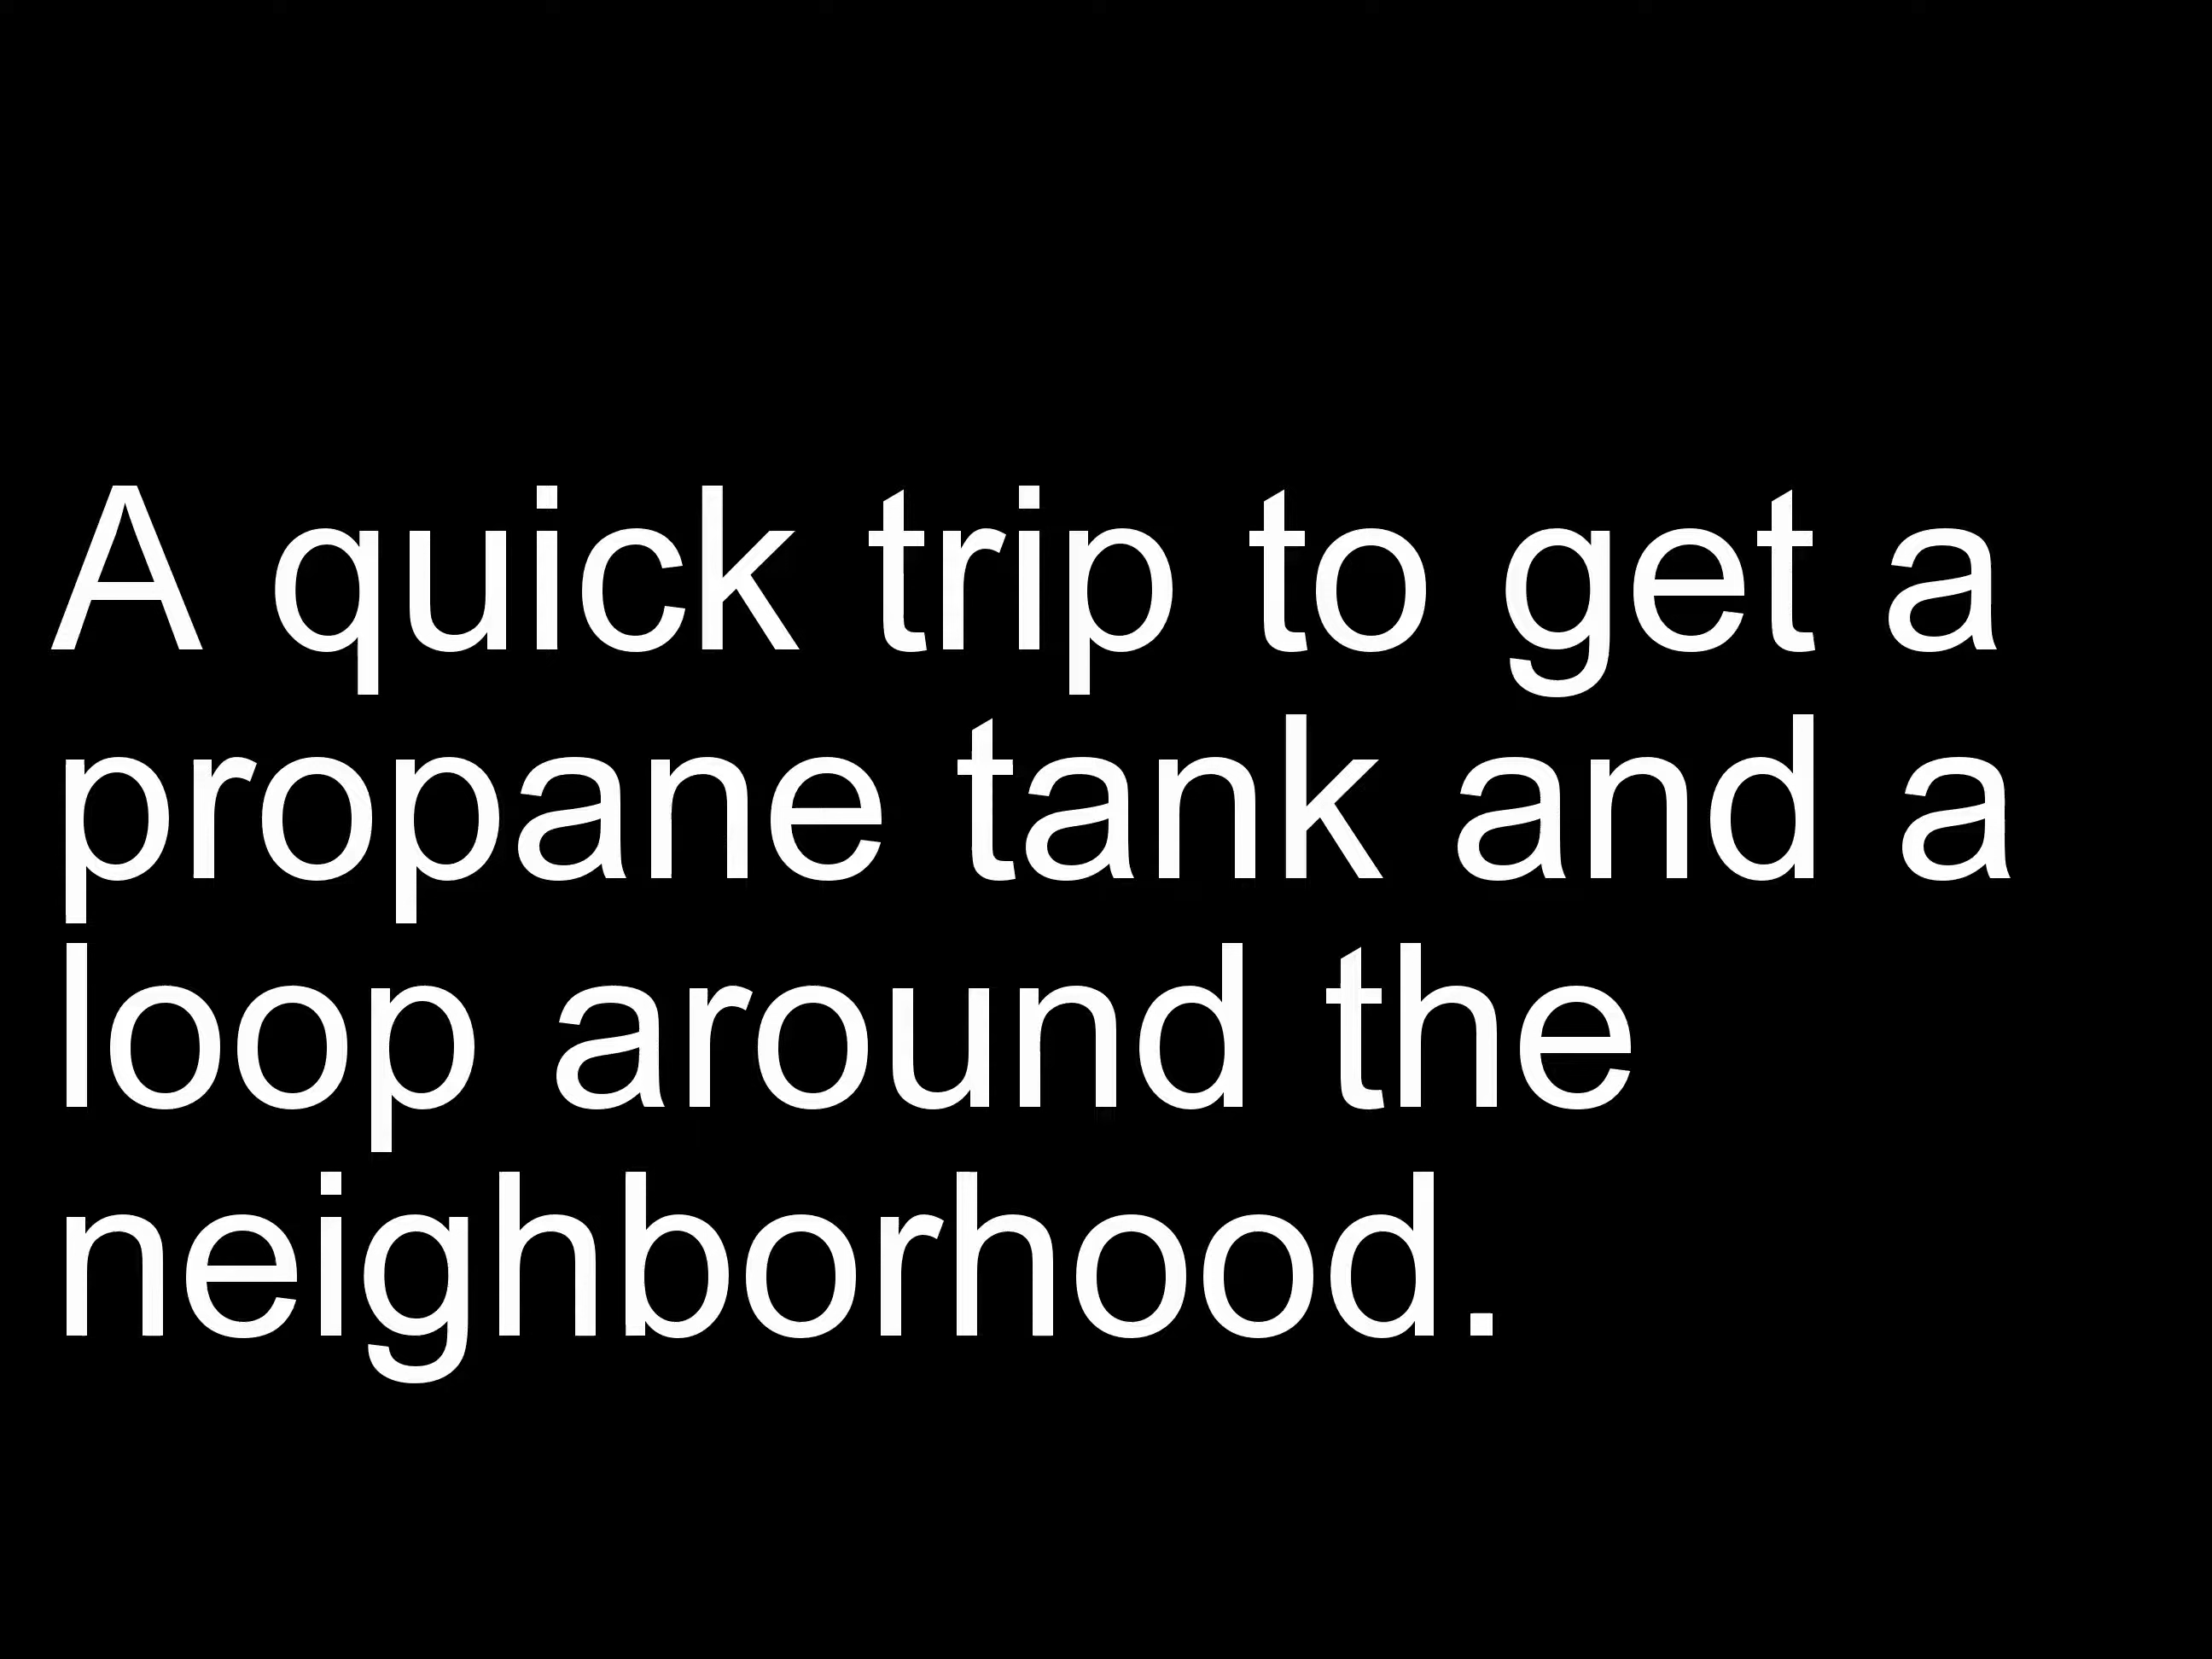 A quick trip to get a
propane tank and a
loop around the
neighborhood.